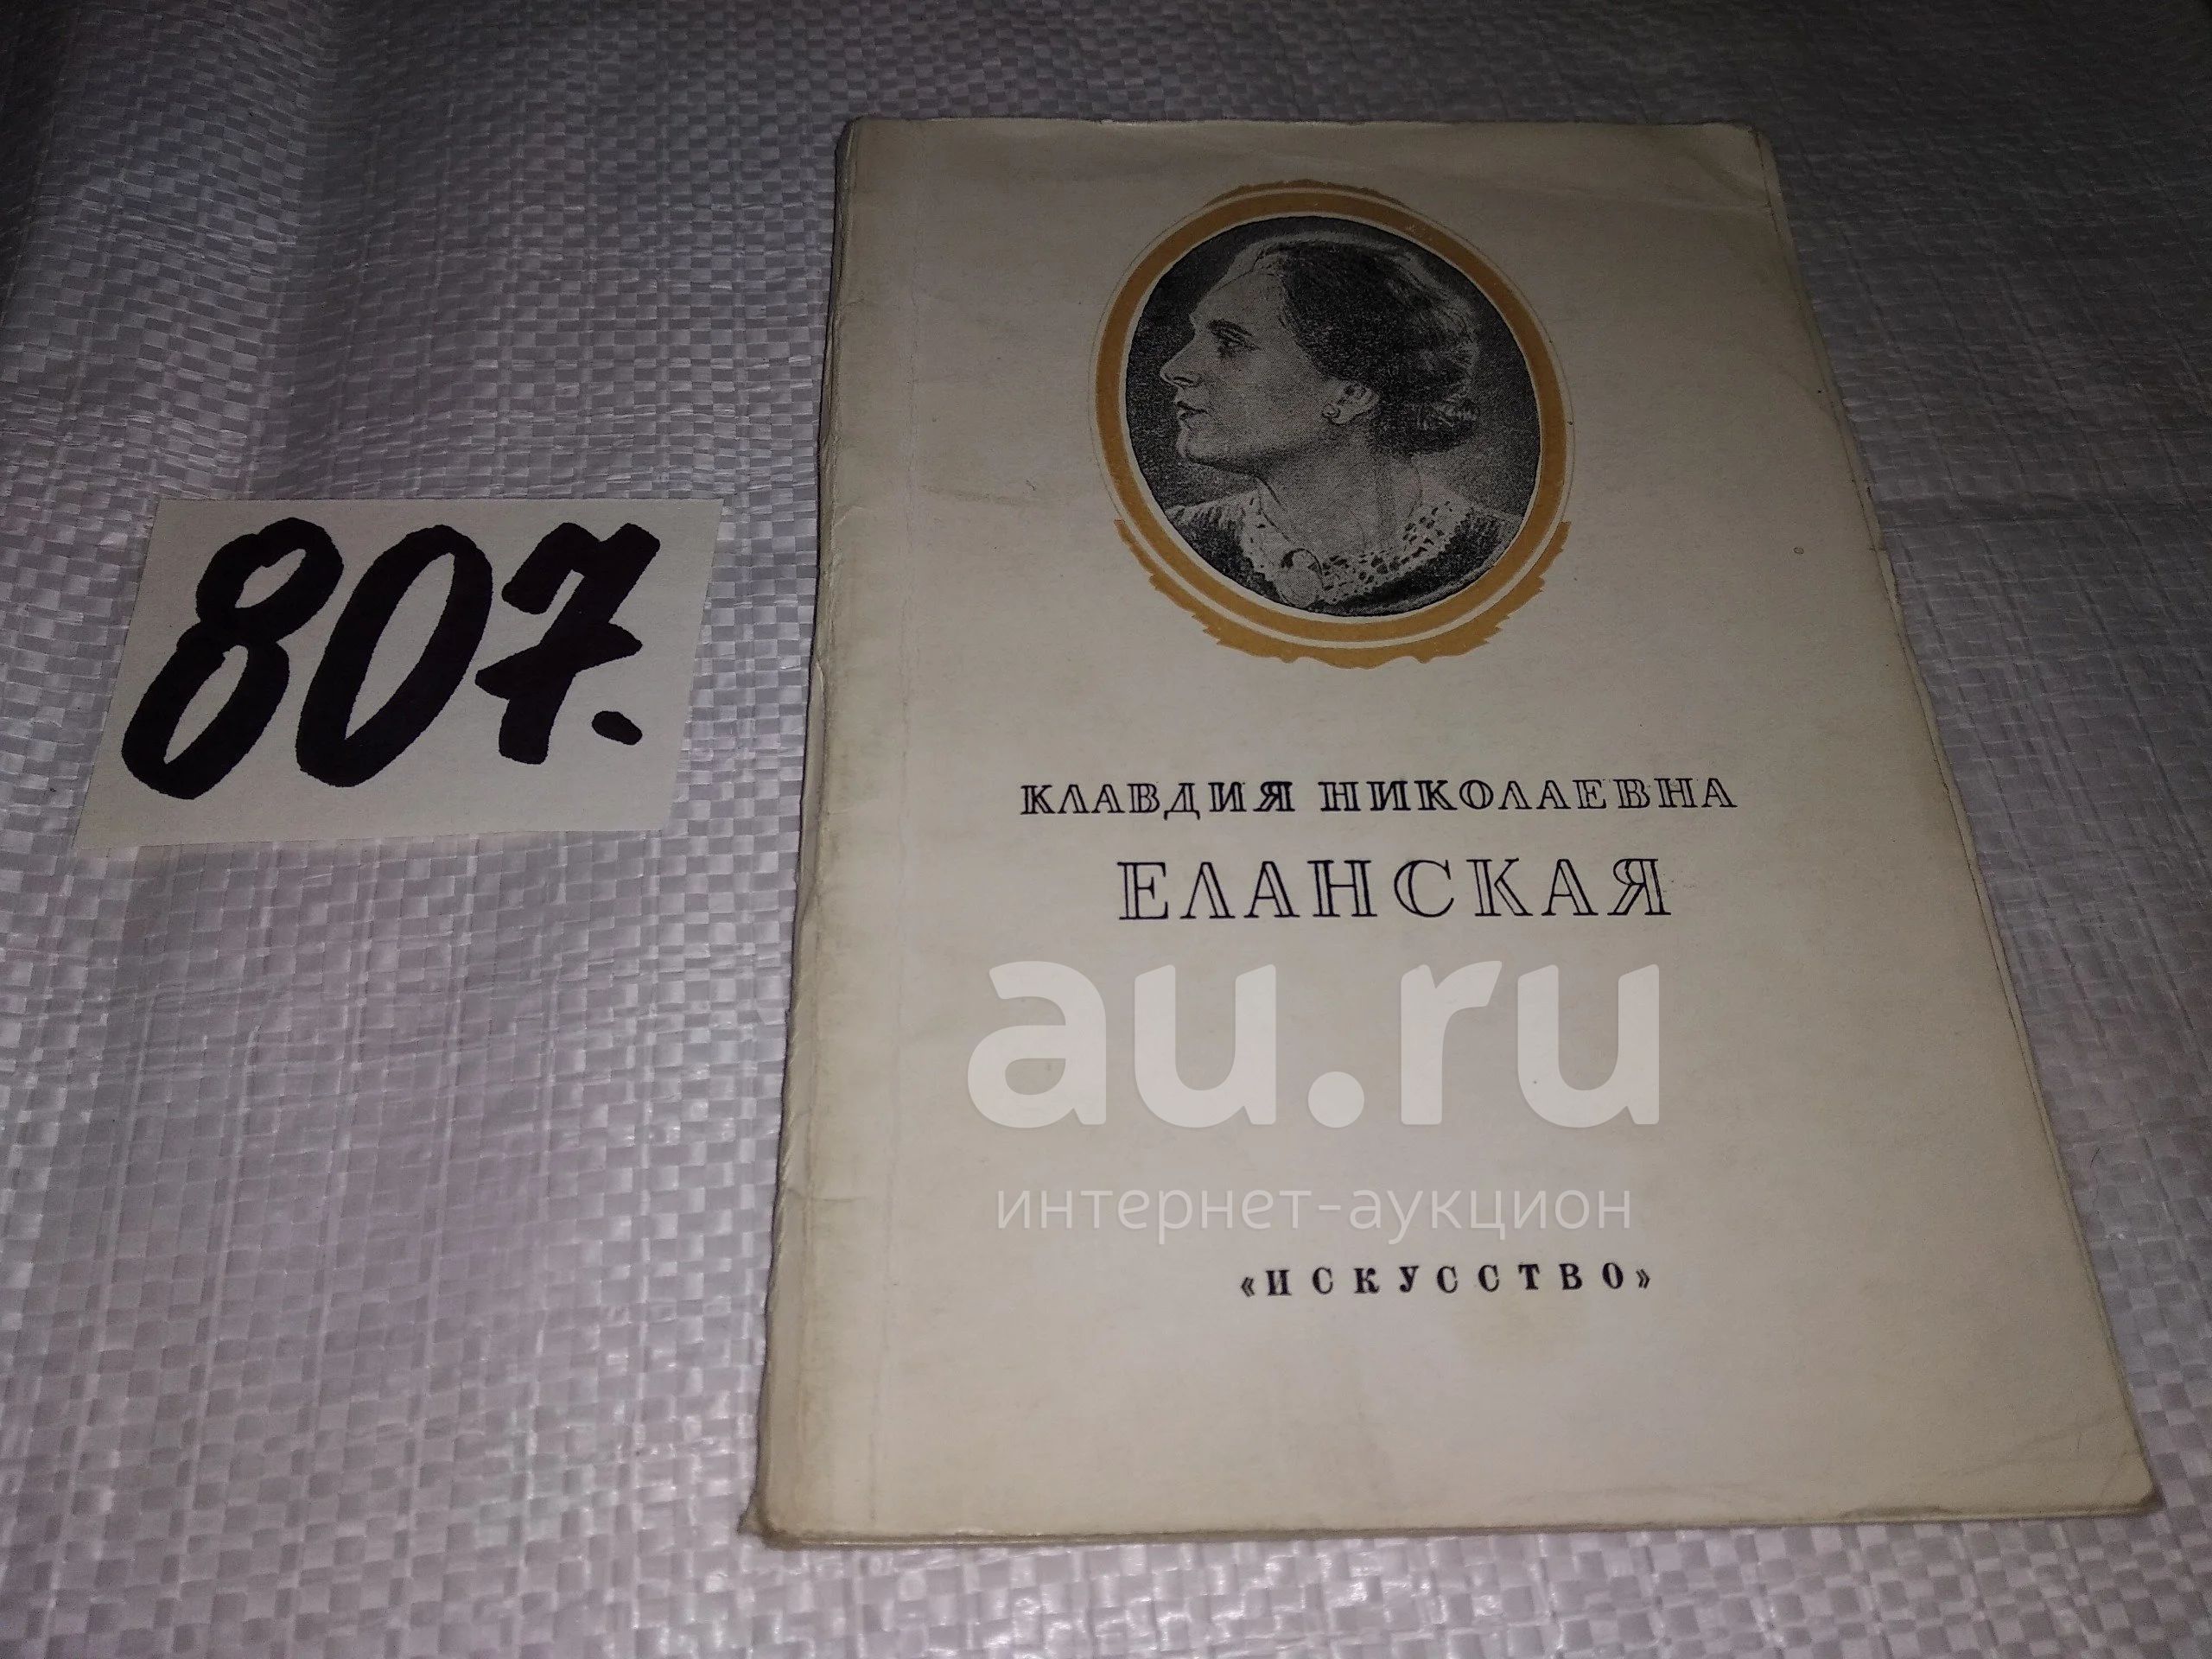 807.
КЛАВДИЯ НИКОЛАЕВНА
ЕЛАНСКАЯ
au.ru
интернет-аукцион
«ИСКУССТВО»